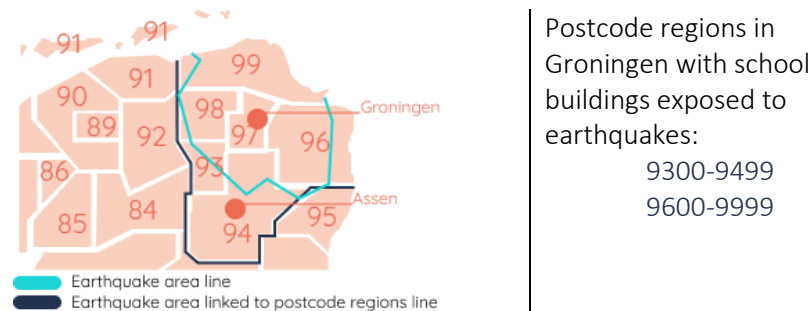 91
91
99
91
90
98
Groningen
89
97
92
96
93
86
Assen
84
85
95
94
Earthquake area line
Earthquake area linked to postcode regions line
Postcode regions in
Groningen with school
buildings exposed to
earthquakes:
9300-9499
9600-9999